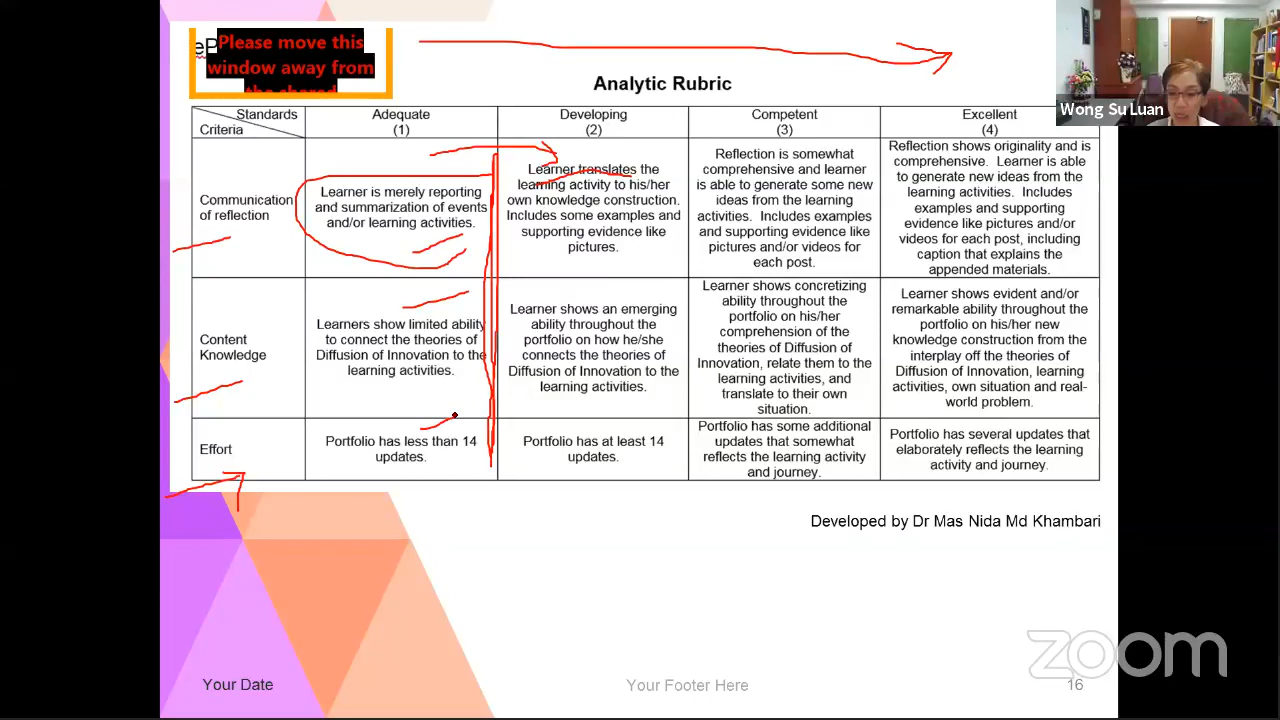 eP
Please move this
window away from
the shared
Analytic Rubric
Standards
Criteria
Adequate
(1)
Developing
(2)
Competent
(3)
Excellent
(4)
Communication
of reflection
Learner is merely reporting
and summarization of events
and/or learning activities.
Learner translates the
learning activity to his/her
own knowledge construction.
Includes some examples and
supporting evidence like
pictures.
Reflection is somewhat
comprehensive and learner
is able to generate some new
ideas from the learning
activities. Includes examples
and supporting evidence like
pictures and/or videos for
each post.
Reflection shows originality and is
comprehensive. Learner is able
to generate new ideas from the
learning activities. Includes
examples and supporting
evidence like pictures and/or
videos for each post, including
caption that explains the
appended materials.
Content
Knowledge
Learners show limited ability
to connect the theories of
Diffusion of Innovation to the
learning activities.
Learner shows an emerging
ability throughout the
portfolio on how he/she
connects the theories of
Diffusion of Innovation to the
learning activities.
Learner shows concretizing
ability throughout the
portfolio on his/her
comprehension of the
theories of Diffusion of
Innovation, relate them to the
learning activities, and
translate to their own
situation.
Learner shows evident and/or
remarkable ability throughout the
portfolio on his/her new
knowledge construction from the
interplay off the theories of
Diffusion of Innovation, learning
activities, own situation and real-
world problem.
Effort
Portfolio has less than 14
updates.
Portfolio has at least 14
updates.
Portfolio has some additional
updates that somewhat
reflects the learning activity
and journey.
Portfolio has several updates that
elaborately reflects the learning
activity and journey.
Developed by Dr Mas Nida Md Khambari
Wong Su Luan
zoom
Your Date
Your Footer Here
16